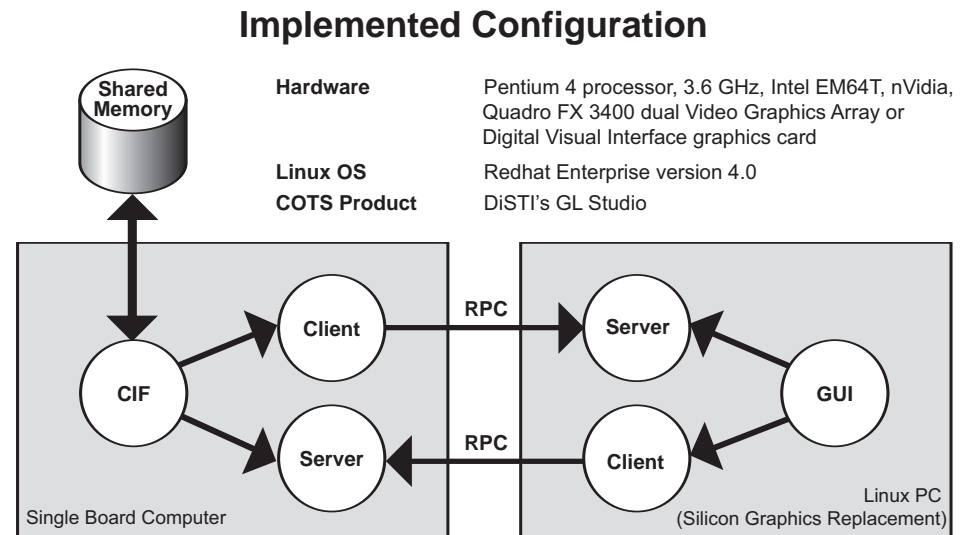 Implemented Configuration
Shared
Memory
Hardware
Pentium 4 processor, 3.6 GHz, Intel EM64T, nVidia,
Quadro FX 3400 dual Video Graphics Array or
Digital Visual Interface graphics card
Linux OS
Redhat Enterprise version 4.0
COTS Product
DiSTI's GL Studio
Client
RPC
Server
CIF
GUI
Server
RPC
Client
Single Board Computer
Linux PC
(Silicon Graphics Replacement)